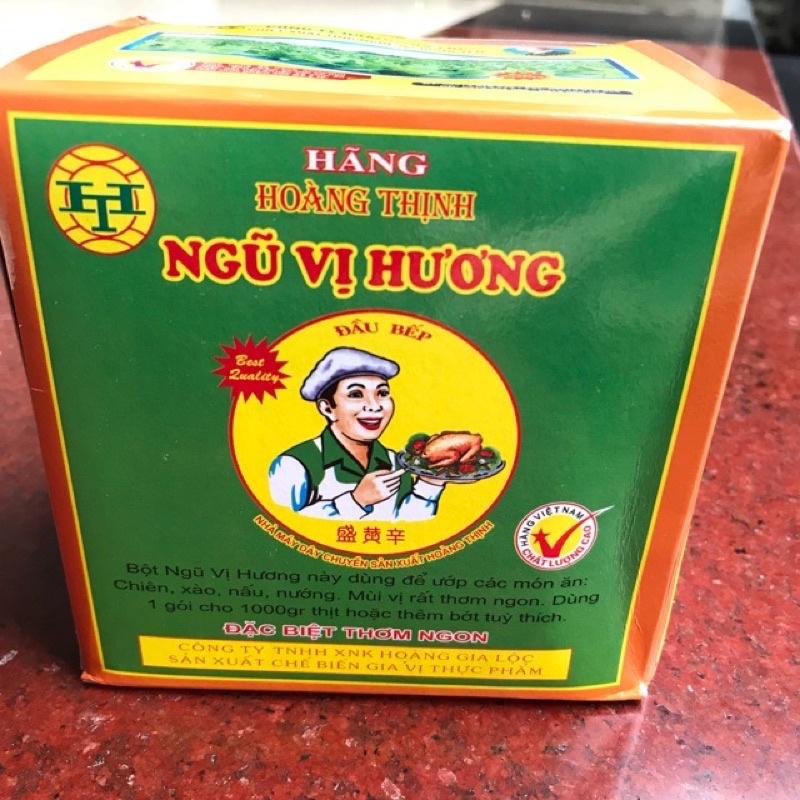 HT
HÃNG
HOÀNG THỊNH
NGŨ VỊ HƯƠNG
ĐẦU BẾP
Best
Quality
盛黄辛
NHÀ MÁY DÂY CHUYỀN SẢN XUẤT HOÀNG THỊNH
HÀNG VIỆT NAM
CHẤT LƯỢNG CAO
Bột Ngũ Vị Hương này dùng để ướp các món ăn:
Chiên, xào, nấu, nướng. Mùi vị rất thơm ngon. Dùng
1 gói cho 1000gr thịt hoặc thêm bớt tuỳ thích.
ĐẶC BIỆT THƠM NGON
CÔNG TY TNHH XNK HOÀNG GIA LỘC
SẢN XUẤT CHẾ BIẾN GIA VỊ THỰC PHẨM